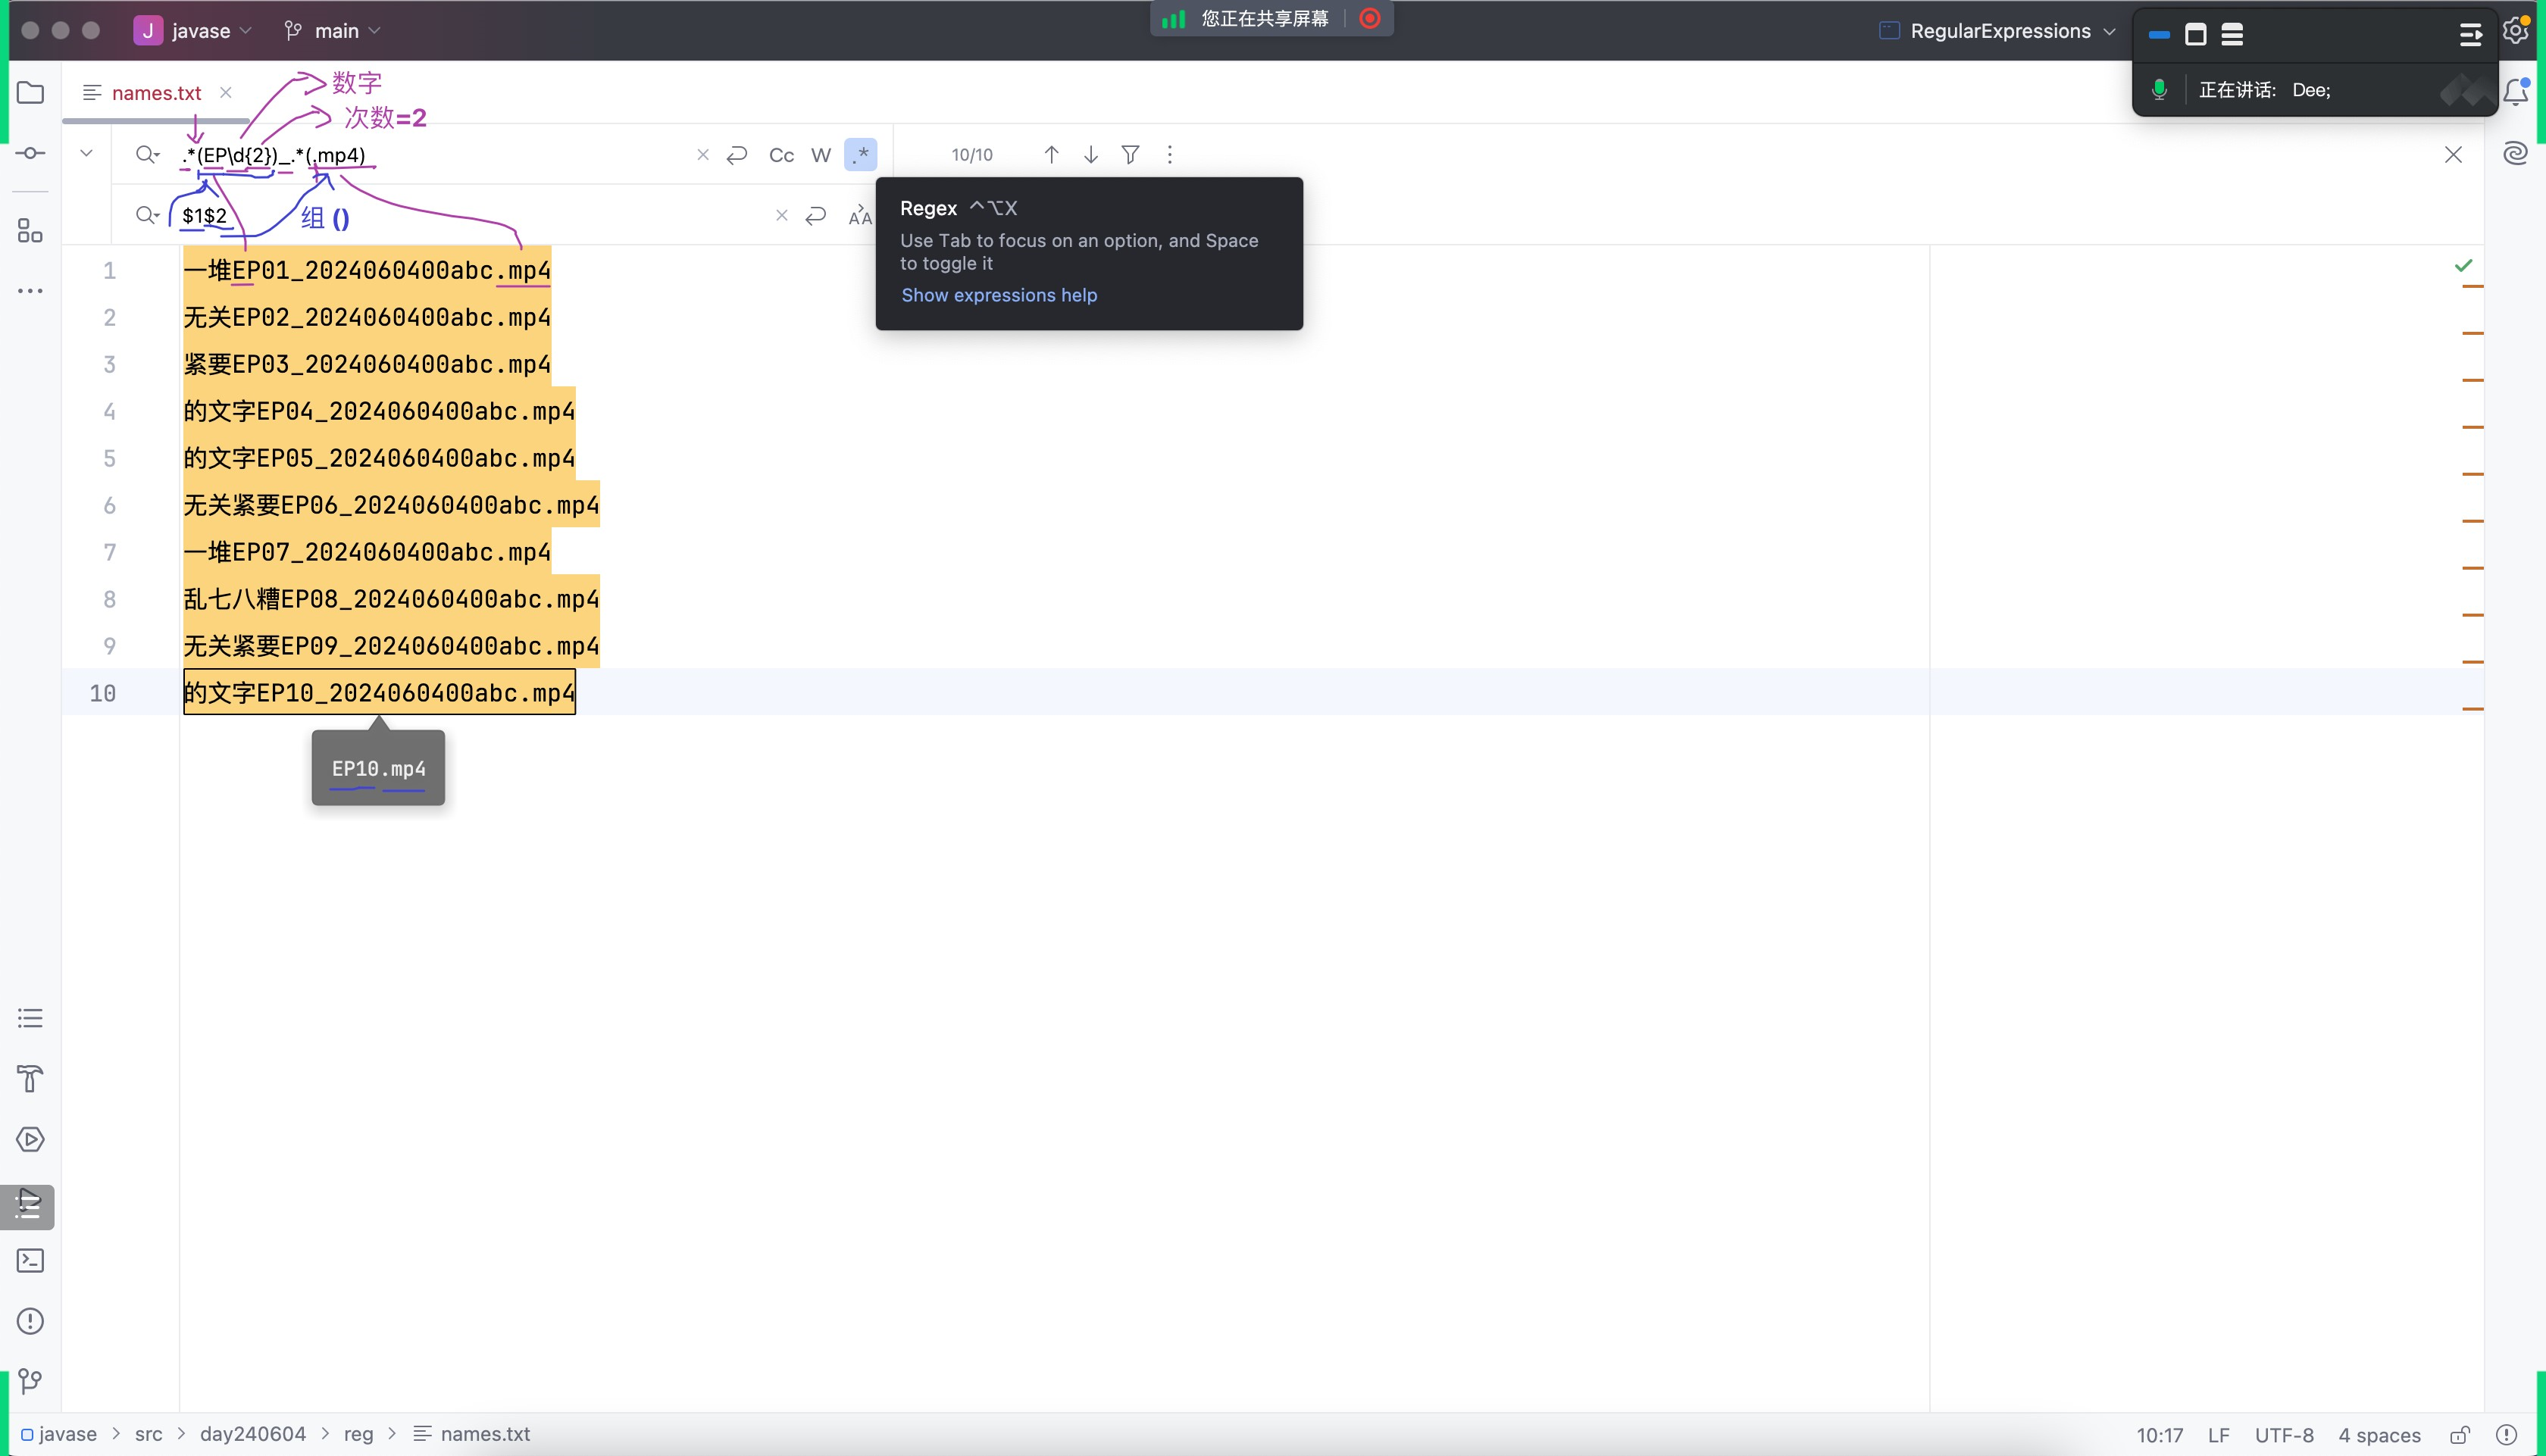 J javase main 您正在共享屏幕 RegularExpressions
正在讲话: Dee;
names.txt
数字
次数=2
.*(EP\d{2})_.*(.mp4) Cc W .* 10/10
$1$2 组 ()
Regex ^⌥X
Use Tab to focus on an option, and Space
to toggle it
Show expressions help
1 一堆EP01_2024060400abc.mp4
2 无关EP02_2024060400abc.mp4
3 紧要EP03_2024060400abc.mp4
4 的文字EP04_2024060400abc.mp4
5 的文字EP05_2024060400abc.mp4
6 无关紧要EP06_2024060400abc.mp4
7 一堆EP07_2024060400abc.mp4
8 乱七八糟EP08_2024060400abc.mp4
9 无关紧要EP09_2024060400abc.mp4
10 的文字EP10_2024060400abc.mp4
EP10.mp4
javase > src > day240604 > reg > names.txt 10:17 LF UTF-8 4 spaces